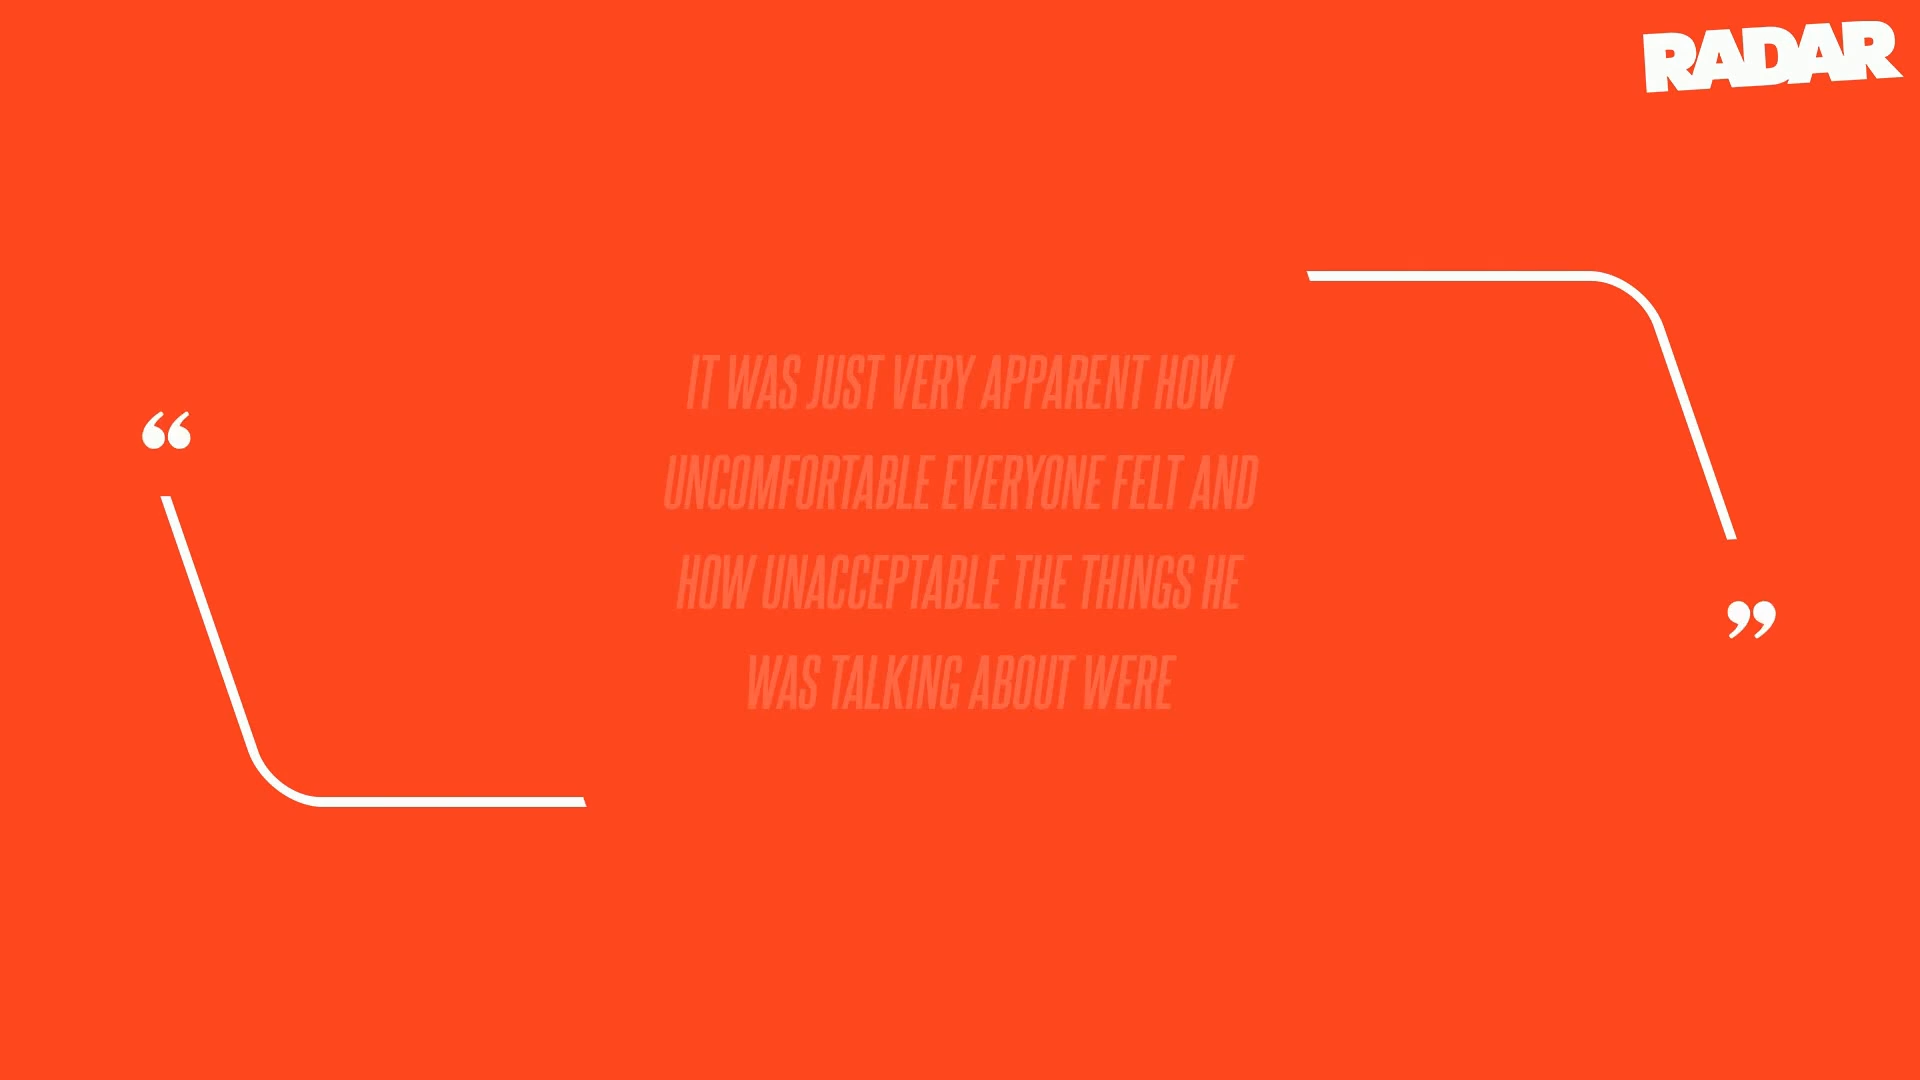 RADAR
“
IT WAS JUST VERY APPARENT HOW
UNCOMFORTABLE EVERYONE FELT AND
HOW UNACCEPTABLE THE THINGS HE
WAS TALKING ABOUT WERE
”